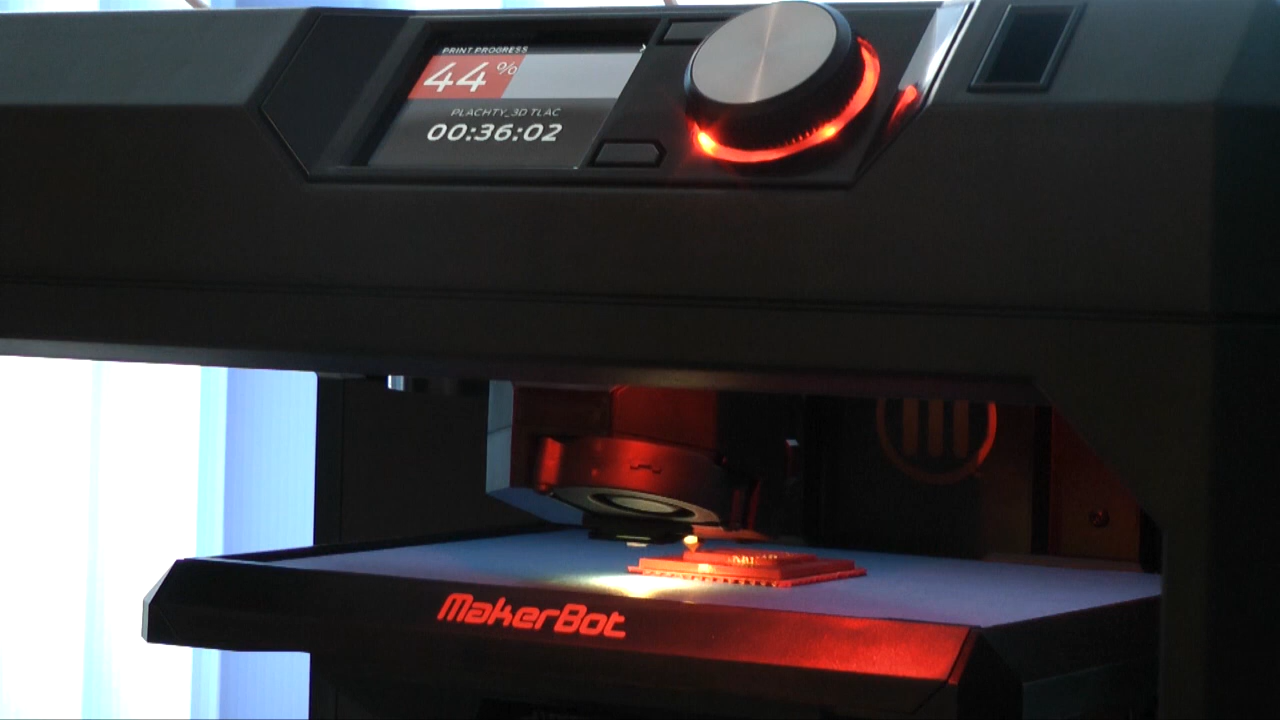 PRINT PROGRESS
44%
PLACHTY_3D TLAC
00:36:02
MakerBot